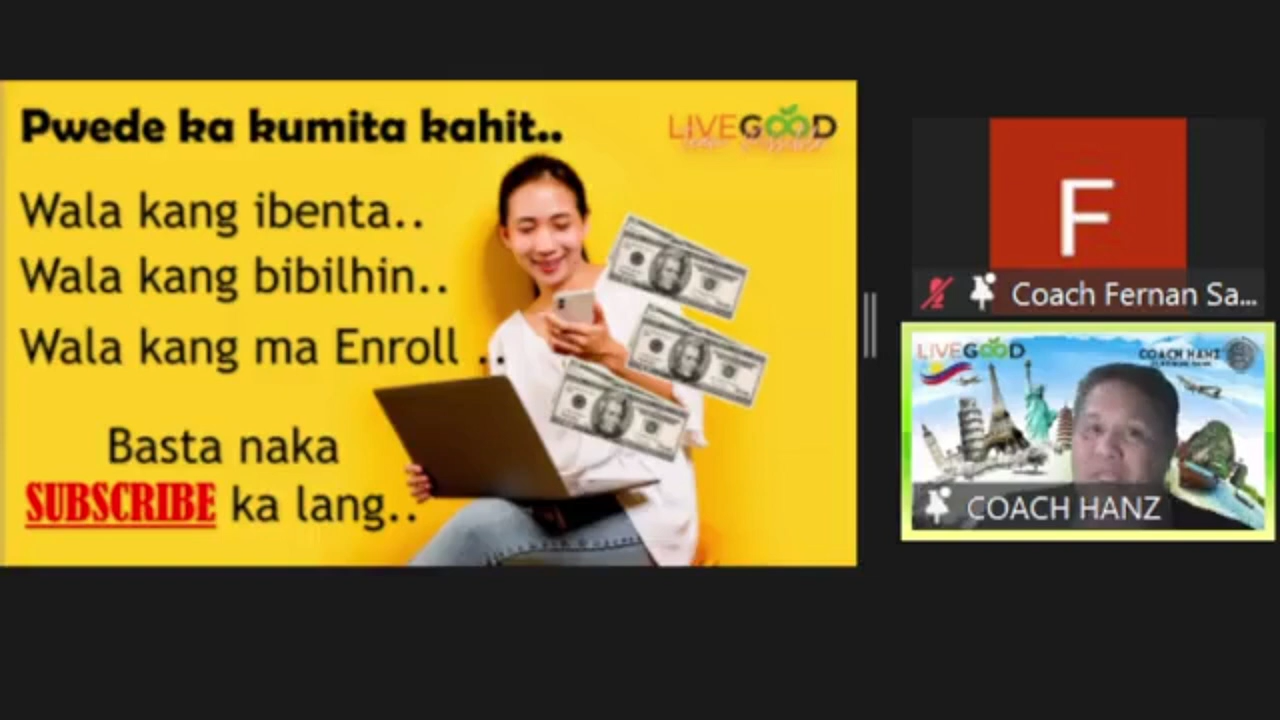 Pwede ka kumita kahit..
LIVEGOOD
Wala kang ibenta..
Wala kang bibilhin..
Wala kang ma Enroll ..
Basta naka
SUBSCRIBE ka lang..
F
Coach Fernan Sa...
LIVEGOOD
COACH HANZ
COACH HANZ